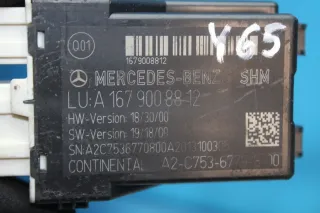 001
1679008812
Y65
MERCEDES-BENZ SHM
LU:A 167 900 88 12
HW-Version: 18/30/00
SW-Version: 19/18/00
CONTINENTAL